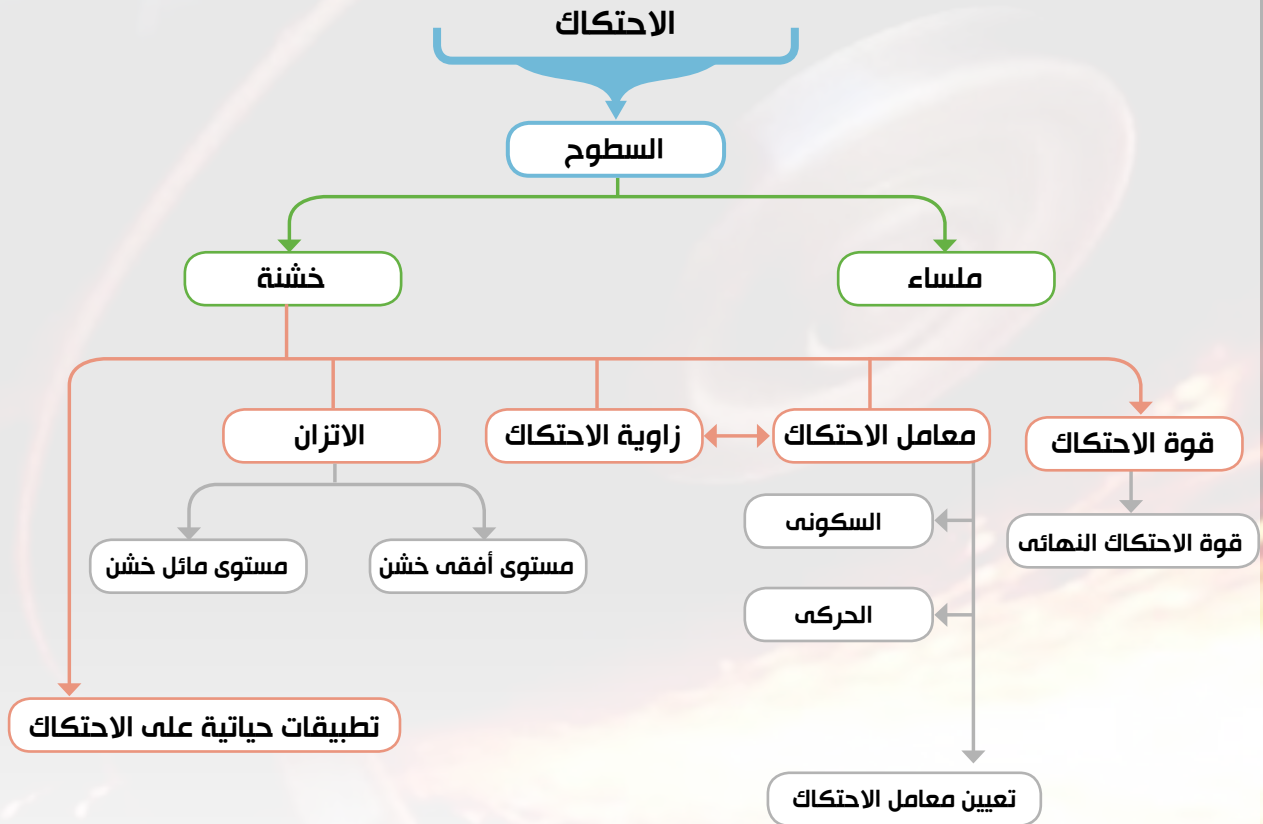 الاحتكاك
السطوح
ملساء
خشنة
قوة الاحتكاك
معامل الاحتكاك
زاوية الاحتكاك
الاتزان
قوة الاحتكاك النهائى
السكونى
الحركى
مستوى أفقى خشن
مستوى مائل خشن
تطبيقات حياتية على الاحتكاك
تعيين معامل الاحتكاك